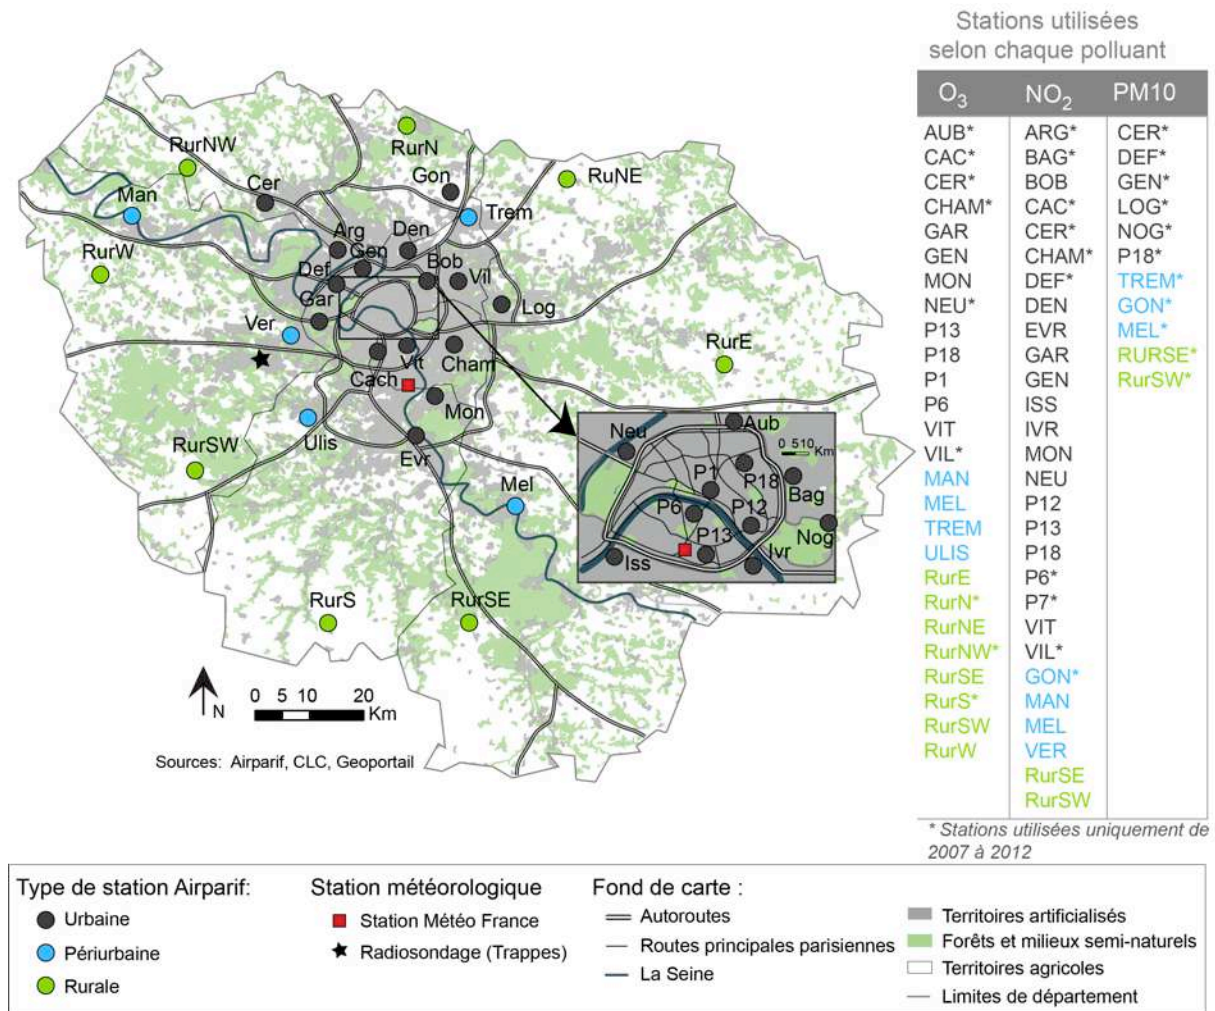 Stations utilisées
selon chaque polluant
O3 NO2 PM10
AUB* ARG* CER*
CAC* BAG* DEF*
CER* BOB GEN*
CHAM* CAC* LOG*
GAR CER* NOG*
GEN CHAM* P18*
MON DEF* TREM*
NEU* DEN GON*
P13 EVR MEL*
P18 GAR RURSE*
P1 GEN RurSW*
P6 ISS
VIT IVR
VIL* MON
MAN NEU
MEL P12
TREM P13
ULIS P18
RurE P6*
RurN* P7*
RurNE VIT
RurNW* VIL*
RurSE GON*
RurS* MAN
RurSW MEL
RurW VER
RurSE
RurSW
* Stations utilisées uniquement de
2007 à 2012
RurNW
RurN
Gon
RuNE
Man
Cer
Trem
Arg
Den
Gen
Bob
RurW
Def
Vil
Gar
Log
Ver
Vit
Cham
RurE
Cach
Mon
Ulis
RurSW
Evr
Mel
RurS
RurSE
Neu
Aub
0 510
Km
P1
P18
Bag
P6
P12
P13
Nog
Iss
Ivr
N
0 5 10 20
Km
Sources: Airparif, CLC, Geoportail
Type de station Airparif:
Urbaine
Périurbaine
Rurale
Station météorologique
Station Météo France
Radiosondage (Trappes)
Fond de carte :
Autoroutes
Routes principales parisiennes
La Seine
Territoires artificialisés
Forêts et milieux semi-naturels
Territoires agricoles
Limites de département